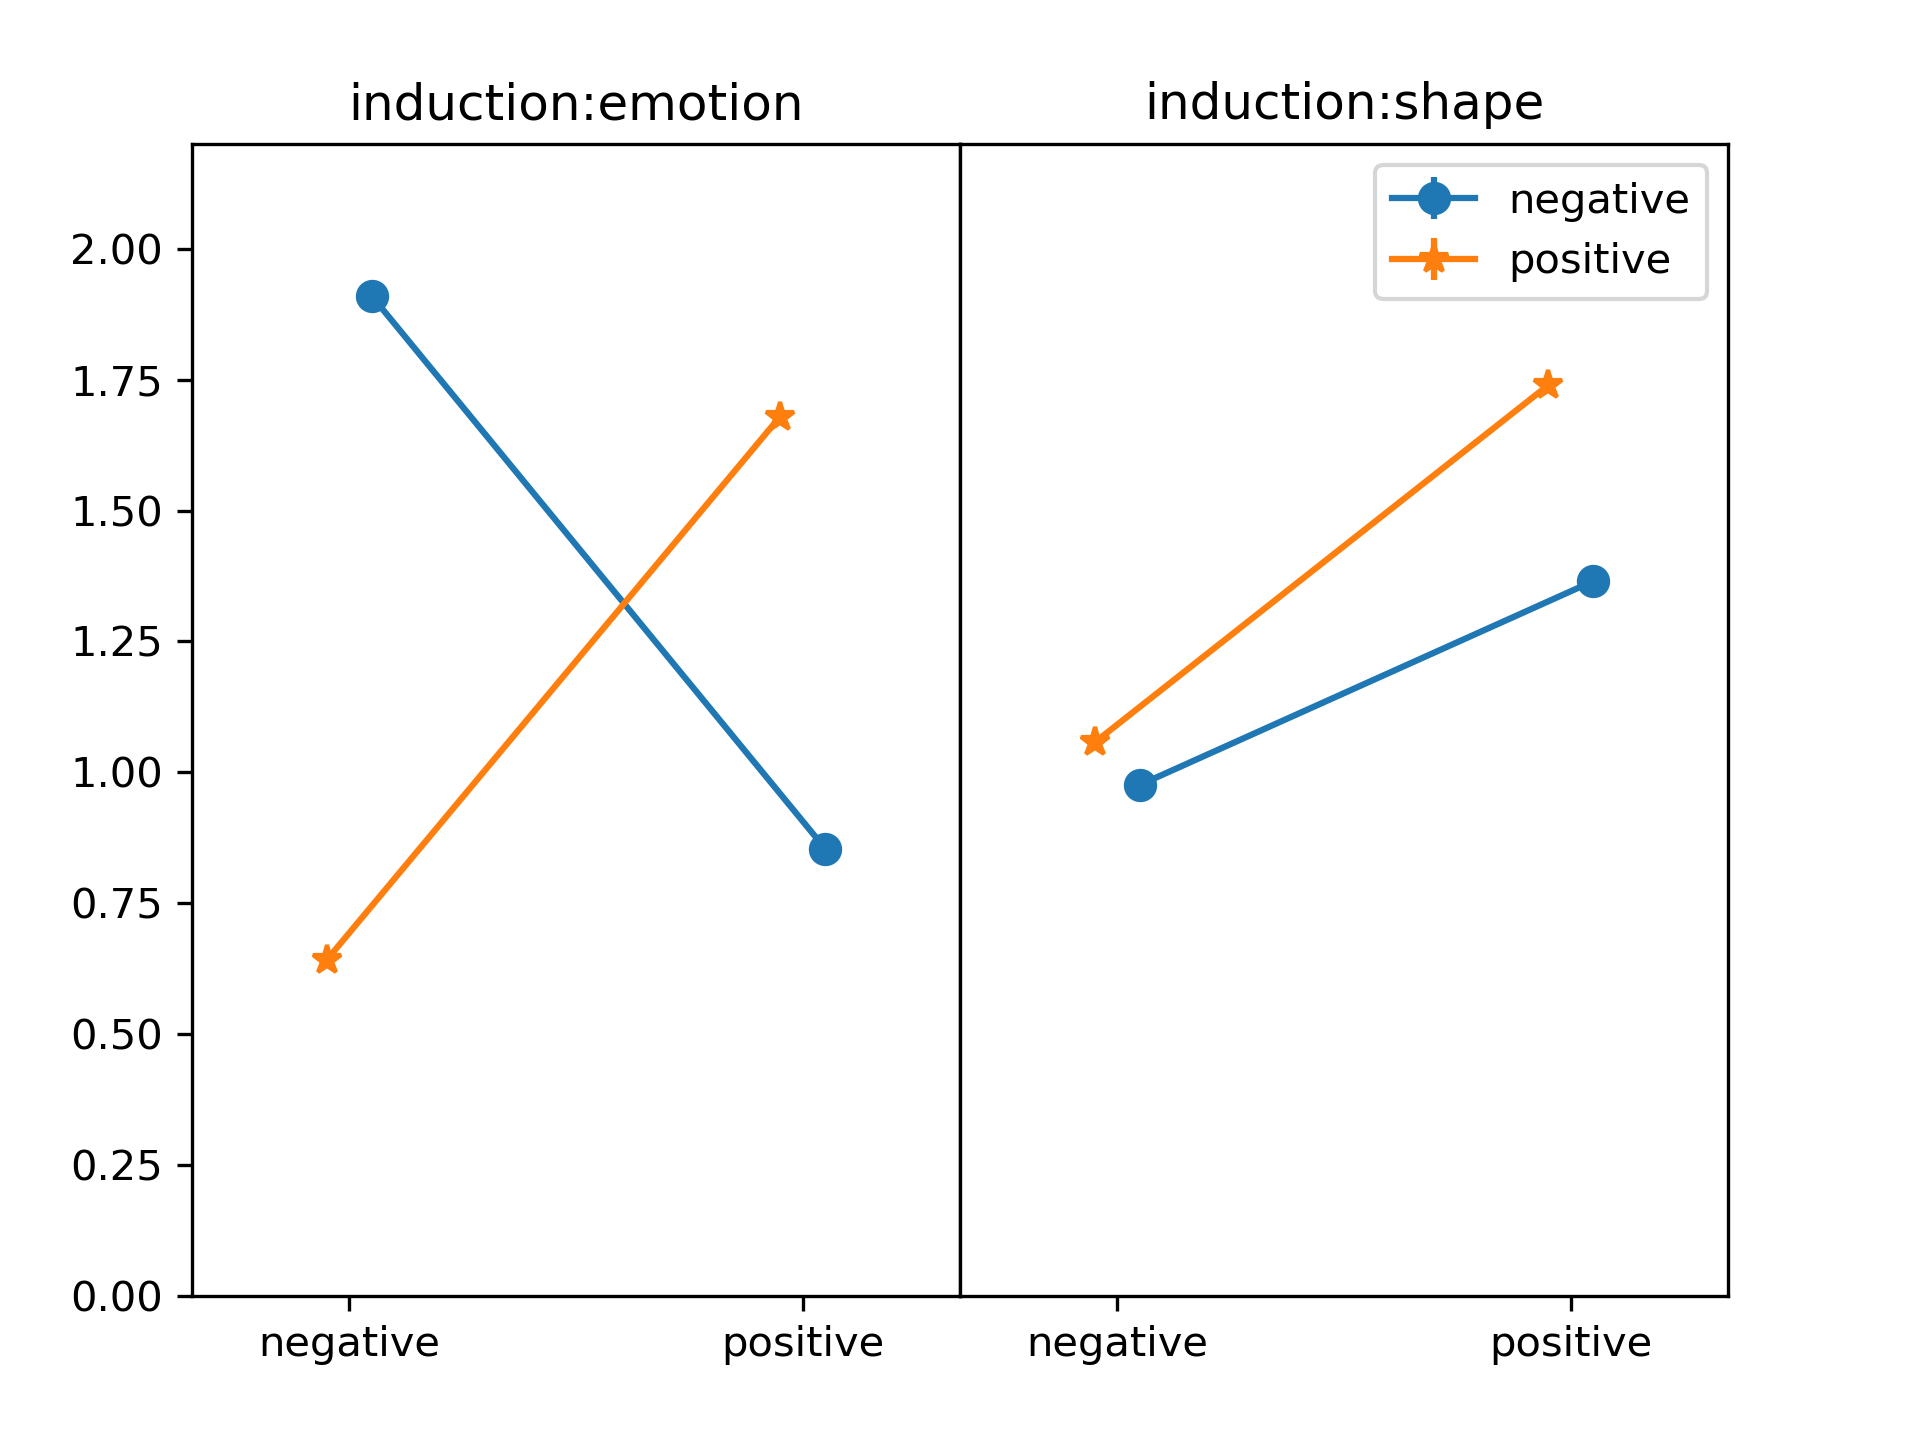 induction:emotion
induction:shape
negative
positive
2.00
1.75
1.50
1.25
1.00
0.75
0.50
0.25
0.00
negative
positive
negative
positive